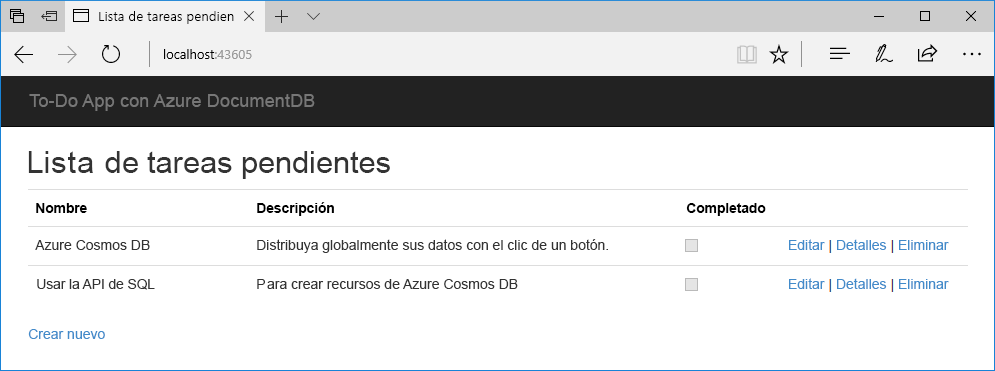 Lista de tareas pendien
localhost:43605
To-Do App con Azure DocumentDB
Lista de tareas pendientes
Nombre Descripción Completado
Azure Cosmos DB Distribuya globalmente sus datos con el clic de un botón. Editar | Detalles | Eliminar
Usar la API de SQL Para crear recursos de Azure Cosmos DB Editar | Detalles | Eliminar
Crear nuevo